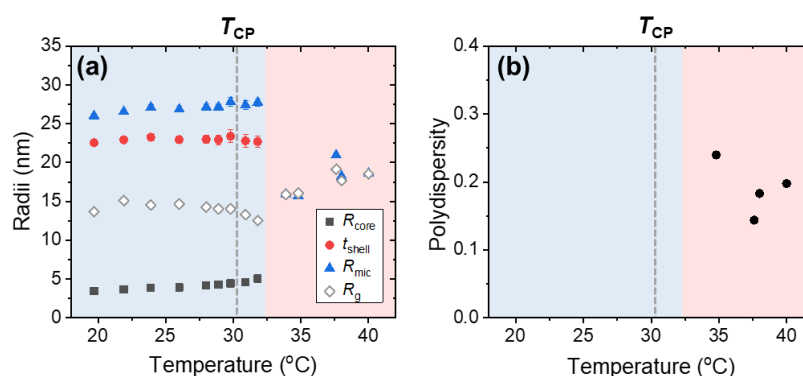 T_CP
(a)
35
30
25
20
15
10
5
0
Radii (nm)
R_core
t_shell
R_mic
R_g
20 25 30 35 40
Temperature (ºC)
T_CP
(b)
0.4
0.3
0.2
0.1
0.0
Polydispersity
20 25 30 35 40
Temperature (ºC)